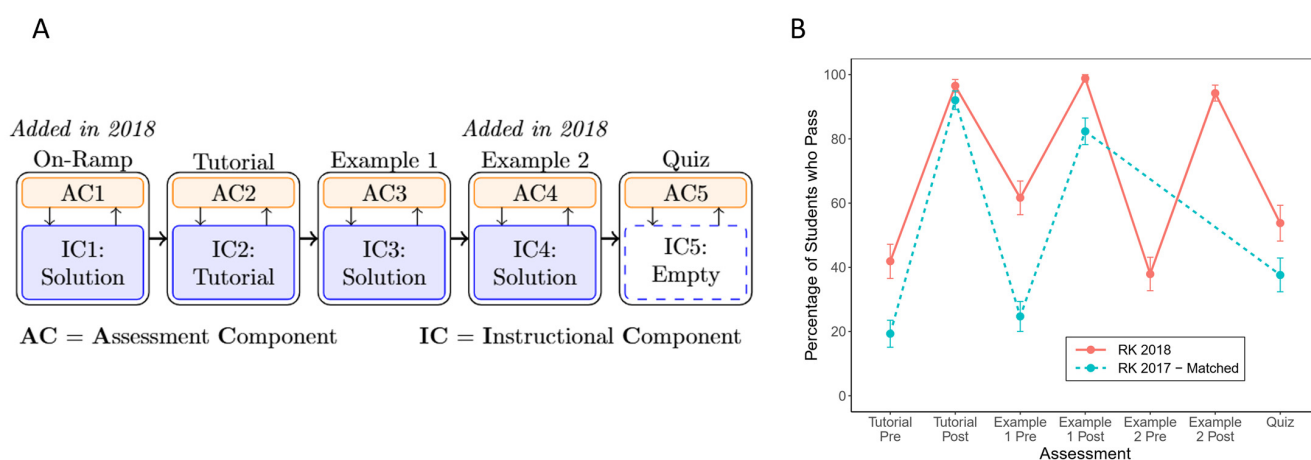 A
Added in 2018 Added in 2018
On-Ramp Tutorial Example 1 Example 2 Quiz
AC1 AC2 AC3 AC4 AC5
IC1: IC2: IC3: IC4: IC5:
Solution Tutorial Solution Solution Empty
AC = Assessment Component IC = Instructional Component
B
Percentage of Students who Pass
100
80
60
40
20
0
RK 2018
RK 2017 − Matched
Tutorial Tutorial Example Example Example Example Quiz
Pre Post 1 Pre 1 Post 2 Pre 2 Post
Assessment